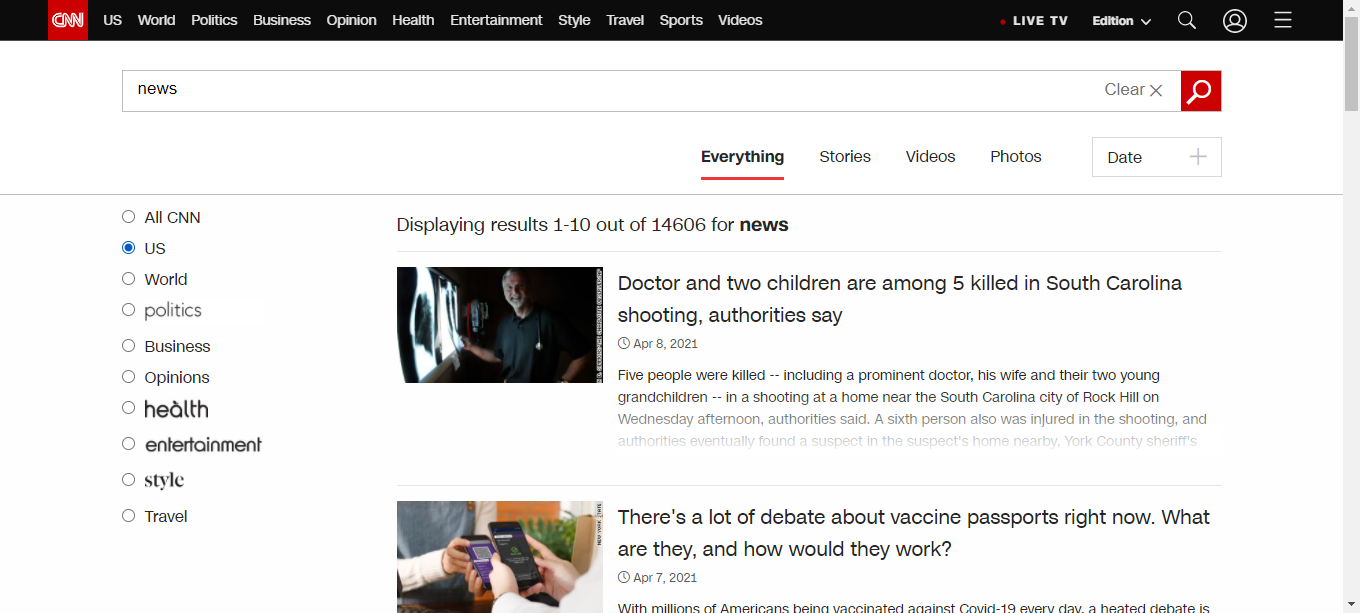 CNN US World Politics Business Opinion Health Entertainment Style Travel Sports Videos LIVE TV Edition
news Clear
Everything Stories Videos Photos Date
All CNN
US
World
politics
Business
Opinions
health
entertainment
style
Travel
Displaying results 1-10 out of 14606 for news
Doctor and two children are among 5 killed in South Carolina
shooting, authorities say
Apr 8, 2021
Five people were killed -- including a prominent doctor, his wife and their two young
grandchildren -- in a shooting at a home near the South Carolina city of Rock Hill on
Wednesday afternoon, authorities said. A sixth person also was injured in the shooting, and
authorities eventually found a suspect in the suspect's home nearby, York County sheriff's
There's a lot of debate about vaccine passports right now. What
are they, and how would they work?
Apr 7, 2021
With millions of Americans being vaccinated against Covid-19 every day, a heated debate is
NEW YORK STATE